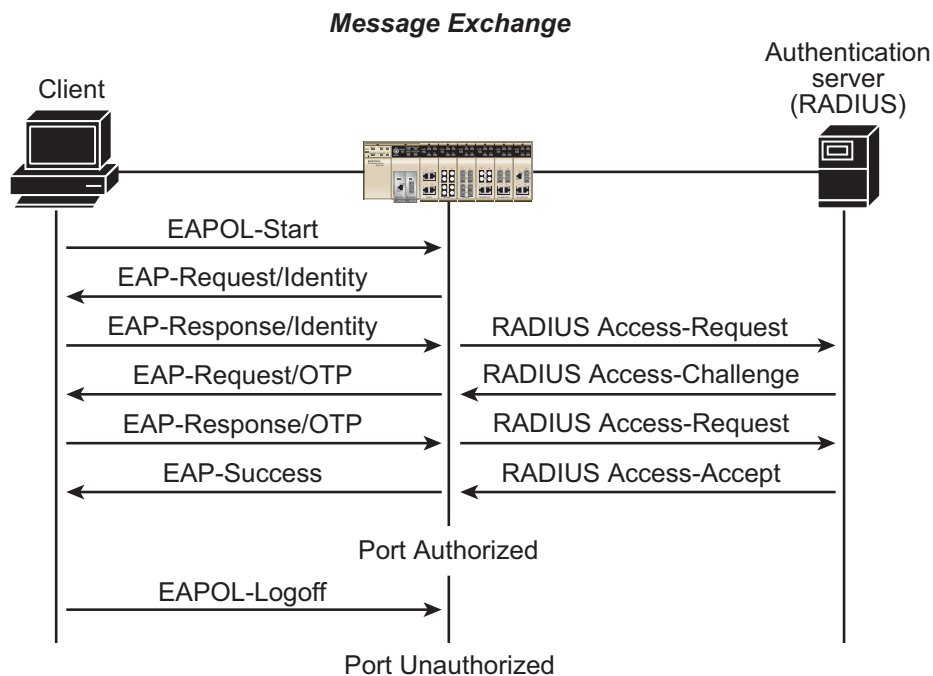 Message Exchange
Authentication
server
(RADIUS)
Client
EAPOL-Start
EAP-Request/Identity
EAP-Response/Identity
RADIUS Access-Request
EAP-Request/OTP
RADIUS Access-Challenge
EAP-Response/OTP
RADIUS Access-Request
EAP-Success
RADIUS Access-Accept
Port Authorized
EAPOL-Logoff
Port Unauthorized